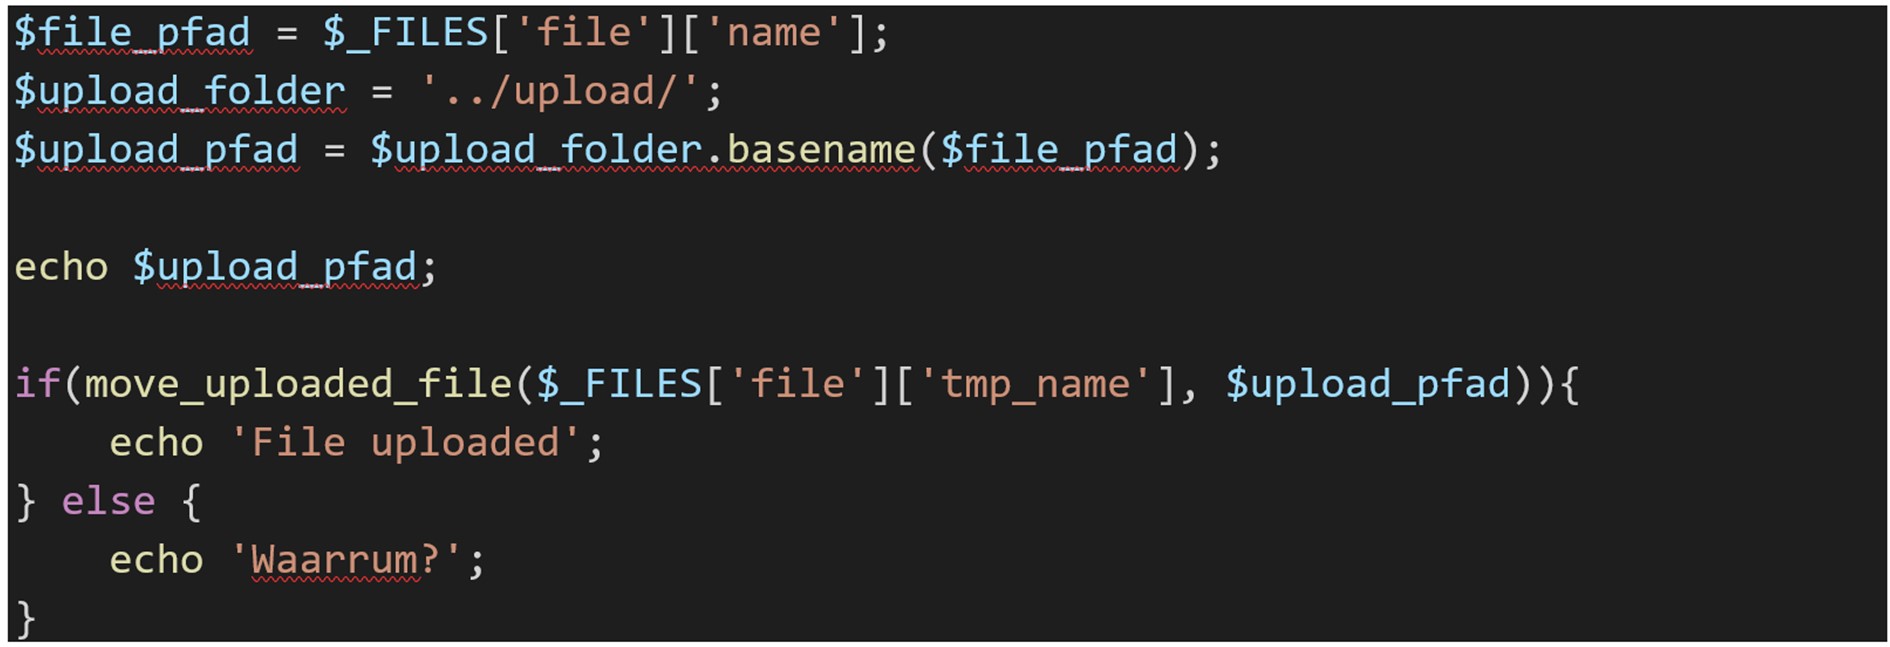 $file_pfad = $_FILES['file']['name'];
$upload_folder = '../upload/';
$upload_pfad = $upload_folder.basename($file_pfad);
echo $upload_pfad;
if(move_uploaded_file($_FILES['file']['tmp_name'], $upload_pfad)){
    echo 'File uploaded';
} else {
    echo 'Waarrum?';
}